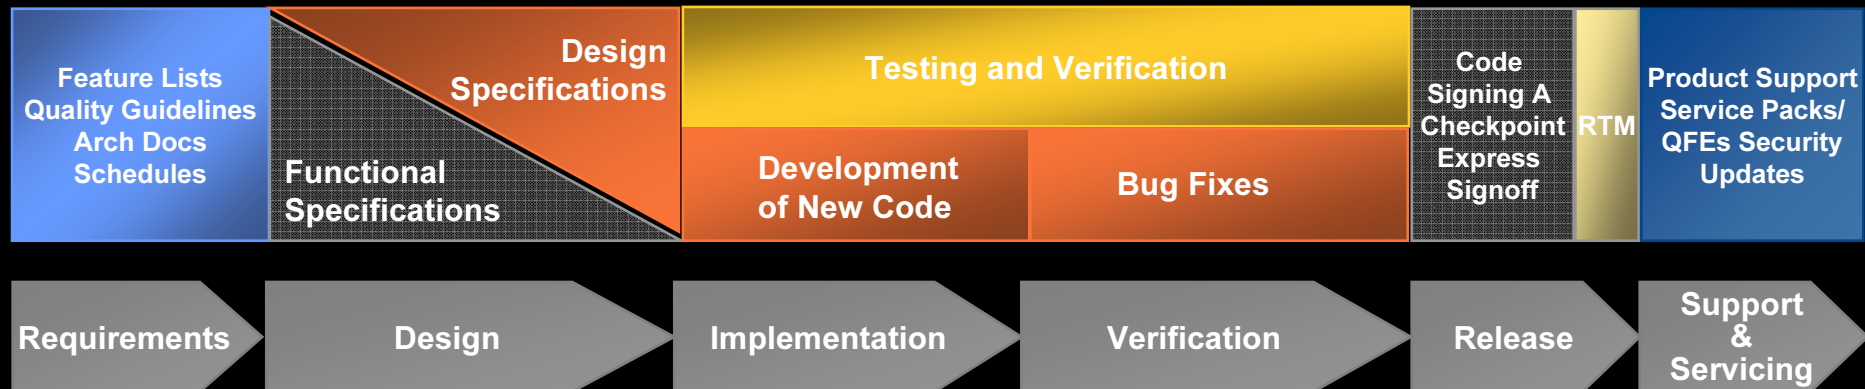 Feature Lists
Quality Guidelines
Arch Docs
Schedules
Design
Specifications
Functional
Specifications
Testing and Verification
Development
of New Code
Bug Fixes
Code
Signing A
Checkpoint
Express
Signoff
RTM
Product Support
Service Packs/
QFEs Security
Updates
Requirements
Design
Implementation
Verification
Release
Support
&
Servicing